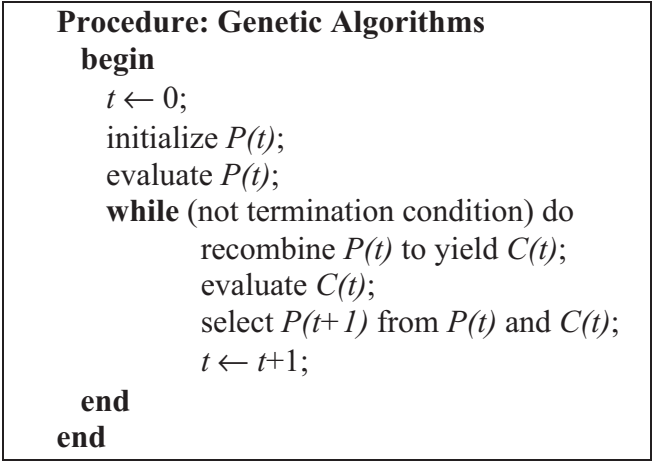 Procedure: Genetic Algorithms
begin
t ← 0;
initialize P(t);
evaluate P(t);
while (not termination condition) do
recombine P(t) to yield C(t);
evaluate C(t);
select P(t+1) from P(t) and C(t);
t ← t+1;
end
end